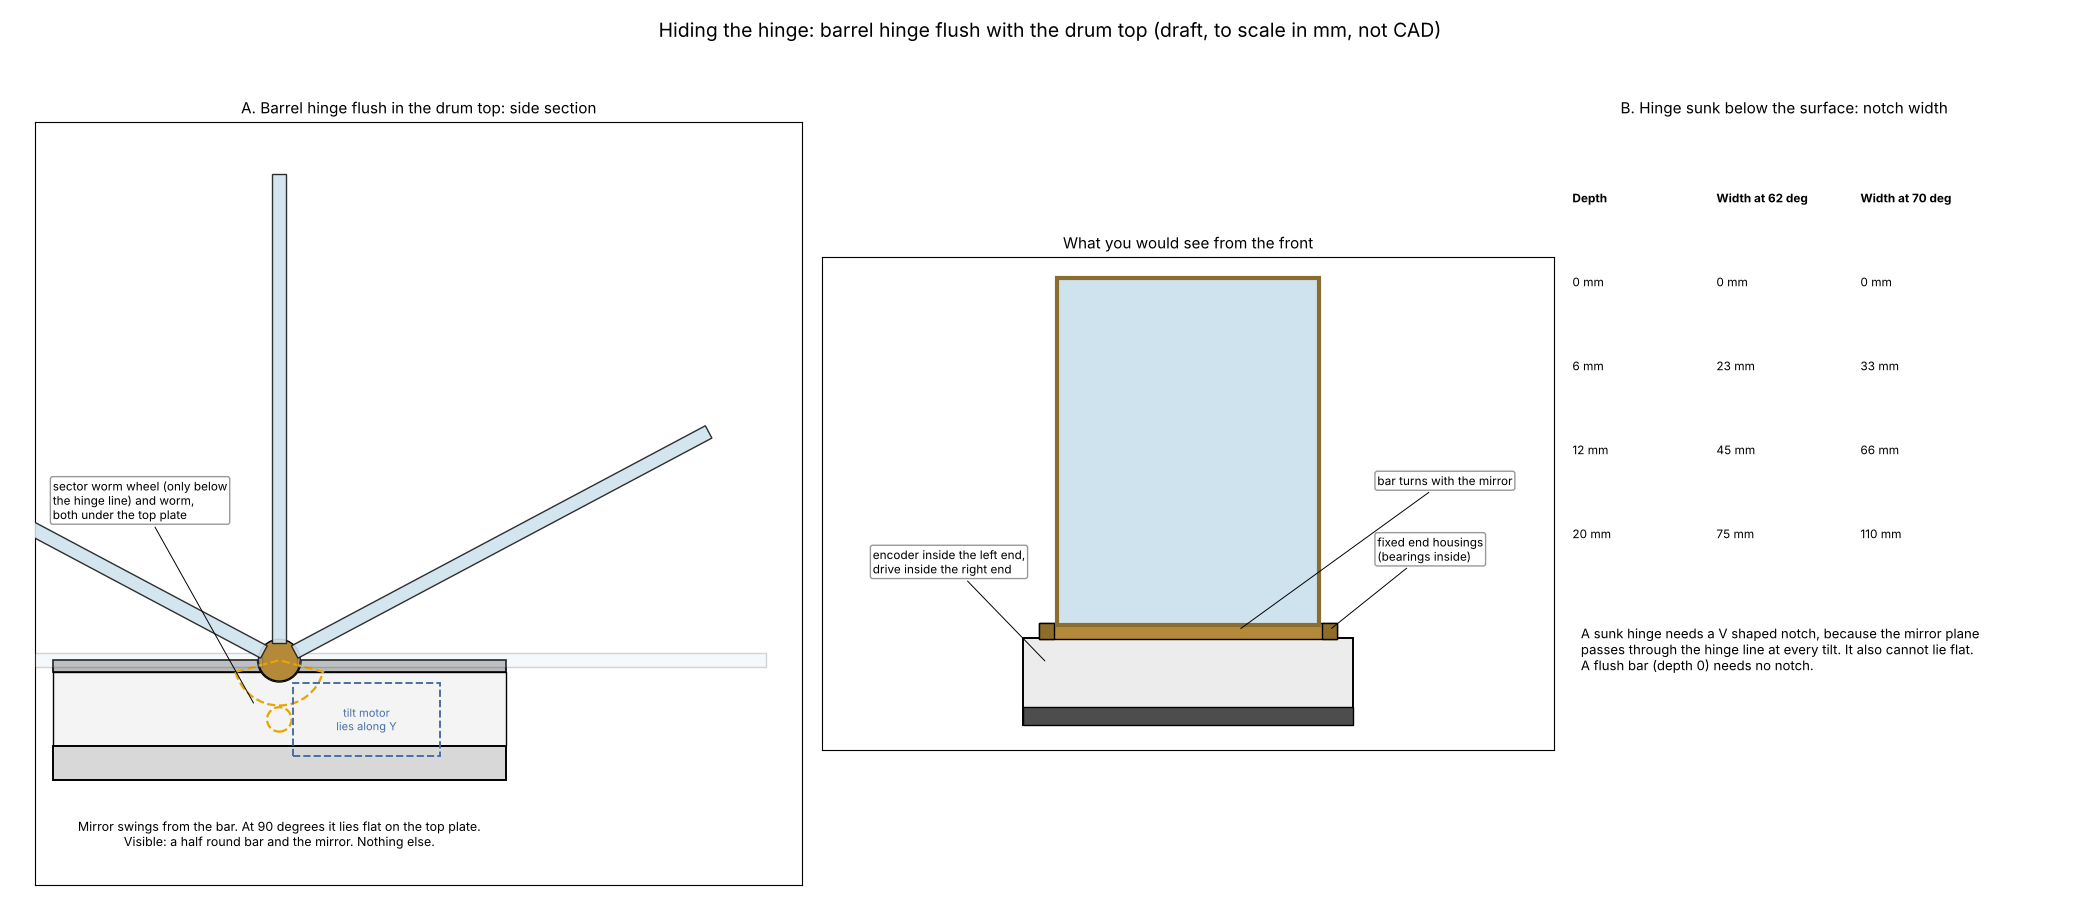 Hiding the hinge: barrel hinge flush with the drum top (draft, to scale in mm, not CAD)
A. Barrel hinge flush in the drum top: side section
sector worm wheel (only below
the hinge line) and worm,
both under the top plate
tilt motor
lies along Y
Mirror swings from the bar. At 90 degrees it lies flat on the top plate.
Visible: a half round bar and the mirror. Nothing else.
What you would see from the front
bar turns with the mirror
fixed end housings
(bearings inside)
encoder inside the left end,
drive inside the right end
B. Hinge sunk below the surface: notch width
Depth Width at 62 deg Width at 70 deg
0 mm 0 mm 0 mm
6 mm 23 mm 33 mm
12 mm 45 mm 66 mm
20 mm 75 mm 110 mm
A sunk hinge needs a V shaped notch, because the mirror plane
passes through the hinge line at every tilt. It also cannot lie flat.
A flush bar (depth 0) needs no notch.